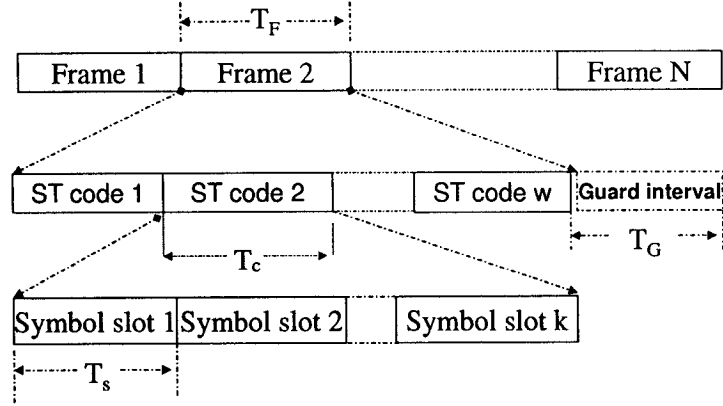 T_F
Frame 1 Frame 2 Frame N
ST code 1 ST code 2 ST code w Guard interval
T_c T_G
Symbol slot 1 Symbol slot 2 Symbol slot k
T_s